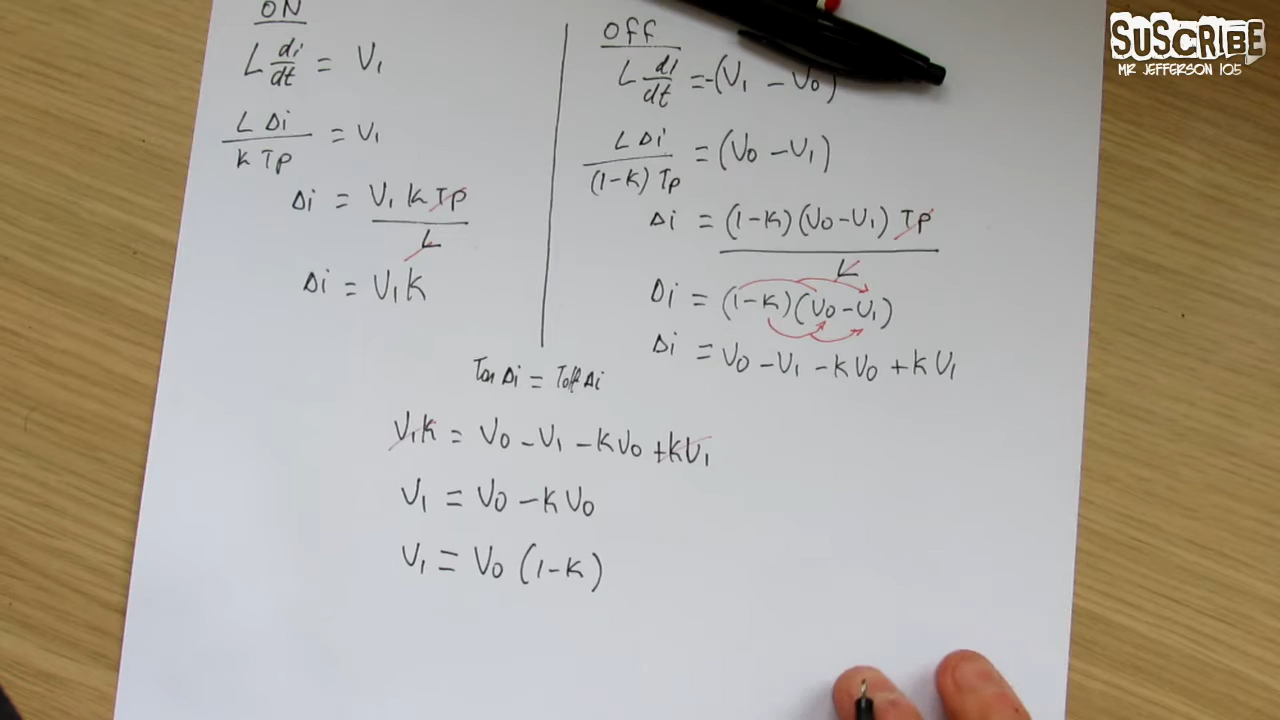 SUSCRIBE
MR JEFFERSON 105
ON
L di/dt = V₁
L Δi / K Tp = V₁
Δi = V₁ K Tp / L
Δi = V₁K
OFF
L di/dt = -(V₁ - V₀)
L Δi / (1-K) Tp = (V₀ - V₁)
Δi = (1-K)(V₀-V₁) Tp / L
Δi = (1-K)(V₀-V₁)
Δi = V₀ - V₁ - KV₀ + KV₁
Ton Δi = Toff Δi
V₁K = V₀ - V₁ - KV₀ + KV₁
V₁ = V₀ - KV₀
V₁ = V₀ (1-K)